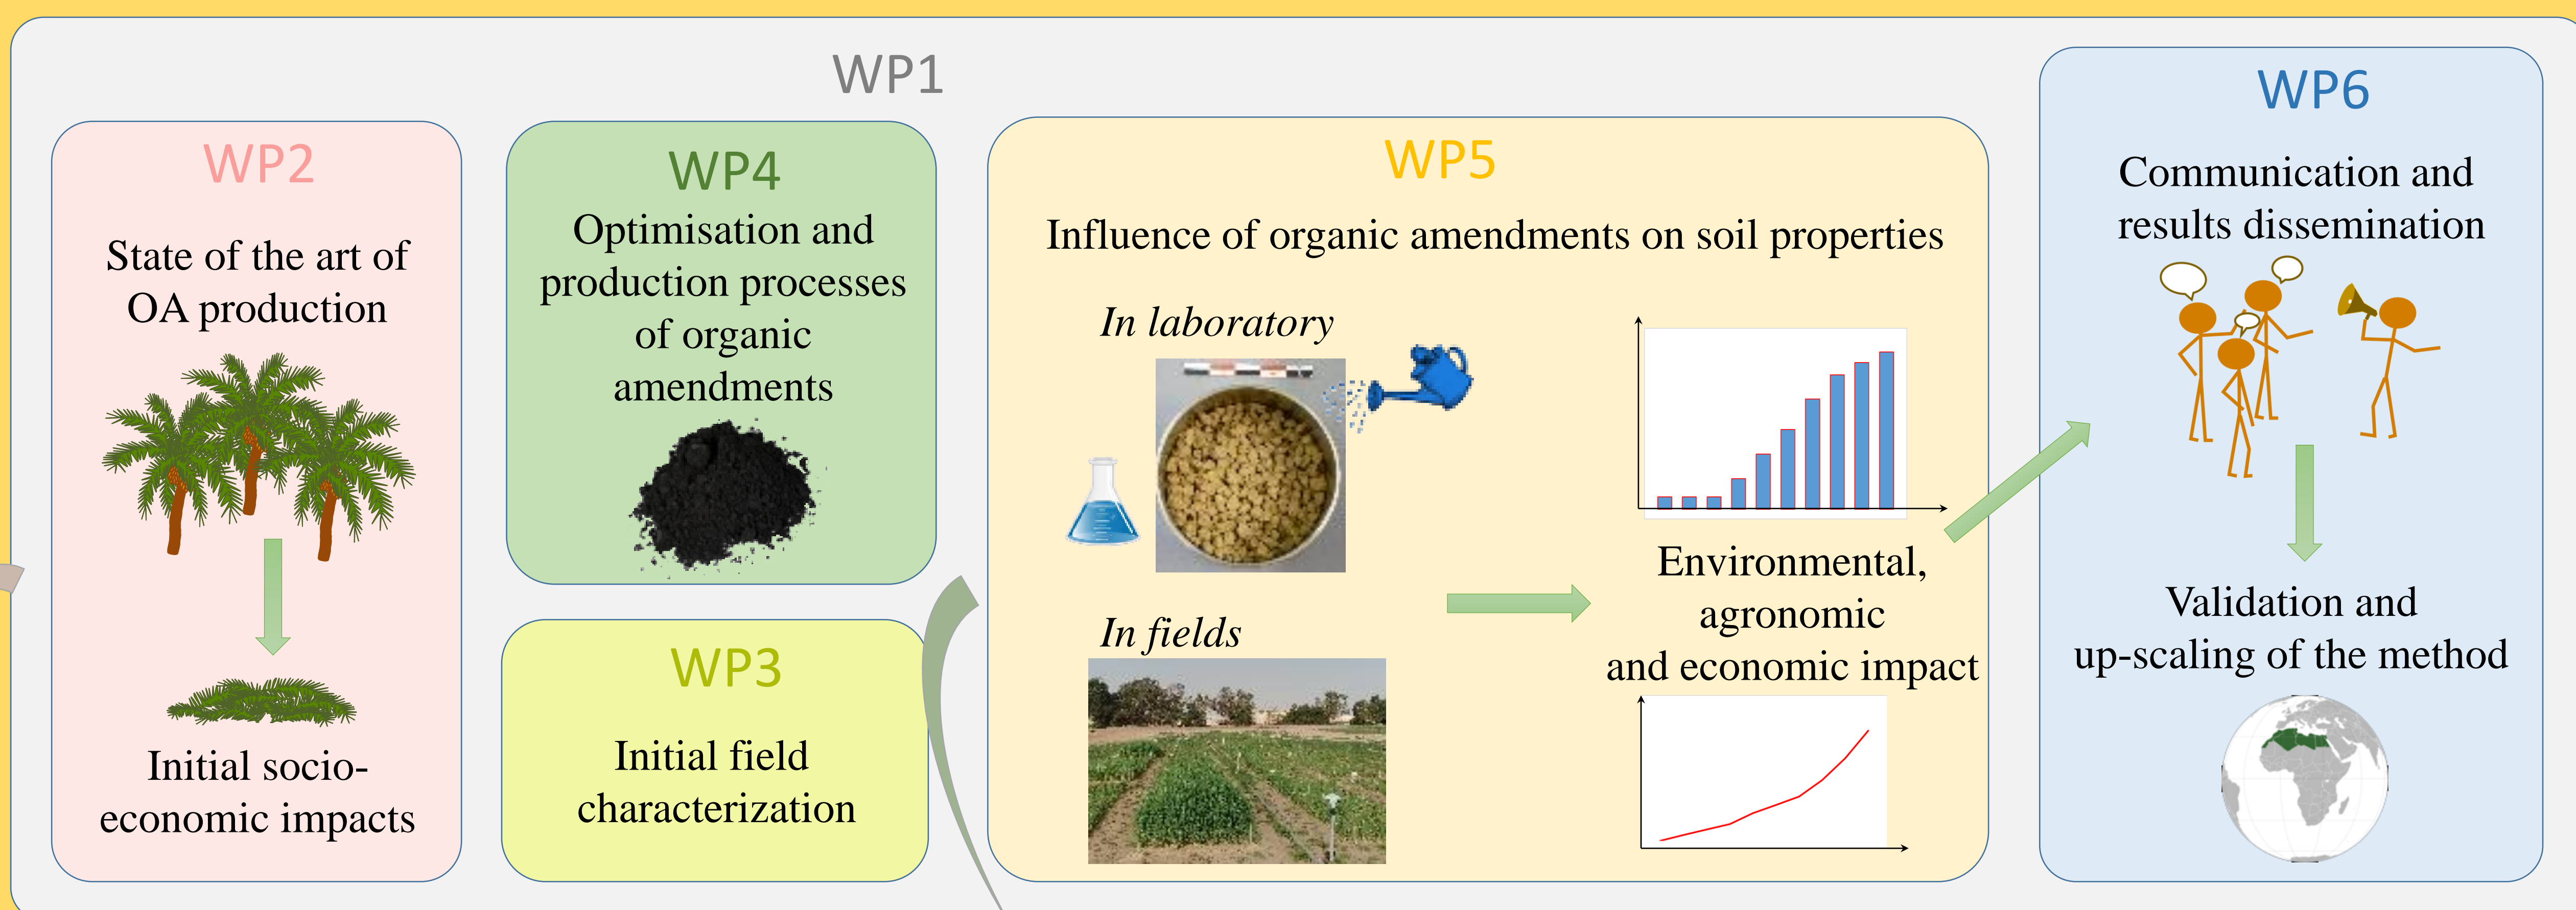 WP1
WP2
State of the art of
OA production
Initial socio-
economic impacts
WP4
Optimisation and
production processes
of organic
amendments
WP3
Initial field
characterization
WP5
Influence of organic amendments on soil properties
In laboratory
In fields
Environmental,
agronomic
and economic impact
WP6
Communication and
results dissemination
Validation and
up-scaling of the method